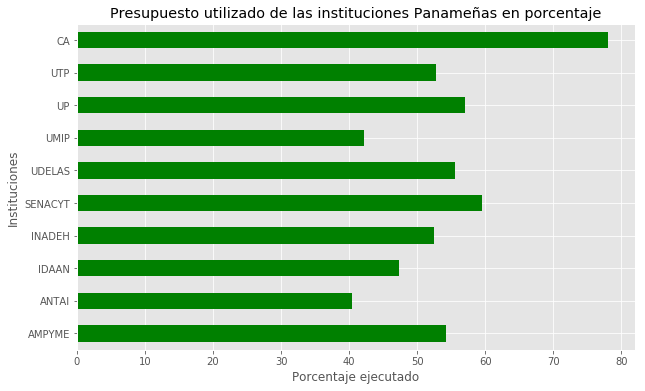 Presupuesto utilizado de las instituciones Panameñas en porcentaje
CA
UTP
UP
UMIP
UDELAS
SENACYT
INADEH
IDAAN
ANTAI
AMPYME
Instituciones
0 10 20 30 40 50 60 70 80
Porcentaje ejecutado